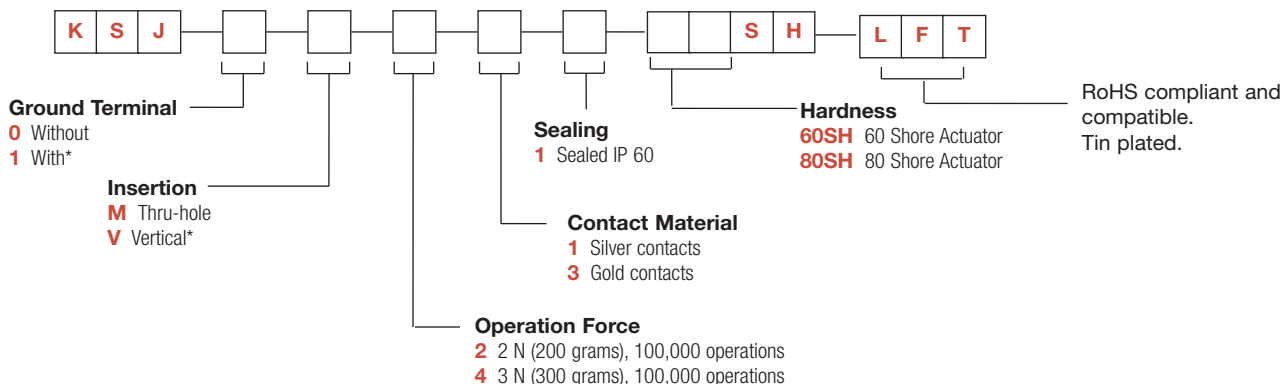 K S J S H L F T
Ground Terminal
0 Without
1 With*
Insertion
M Thru-hole
V Vertical*
Operation Force
2 2 N (200 grams), 100,000 operations
4 3 N (300 grams), 100,000 operations
Contact Material
1 Silver contacts
3 Gold contacts
Sealing
1 Sealed IP 60
Hardness
60SH 60 Shore Actuator
80SH 80 Shore Actuator
RoHS compliant and
compatible.
Tin plated.